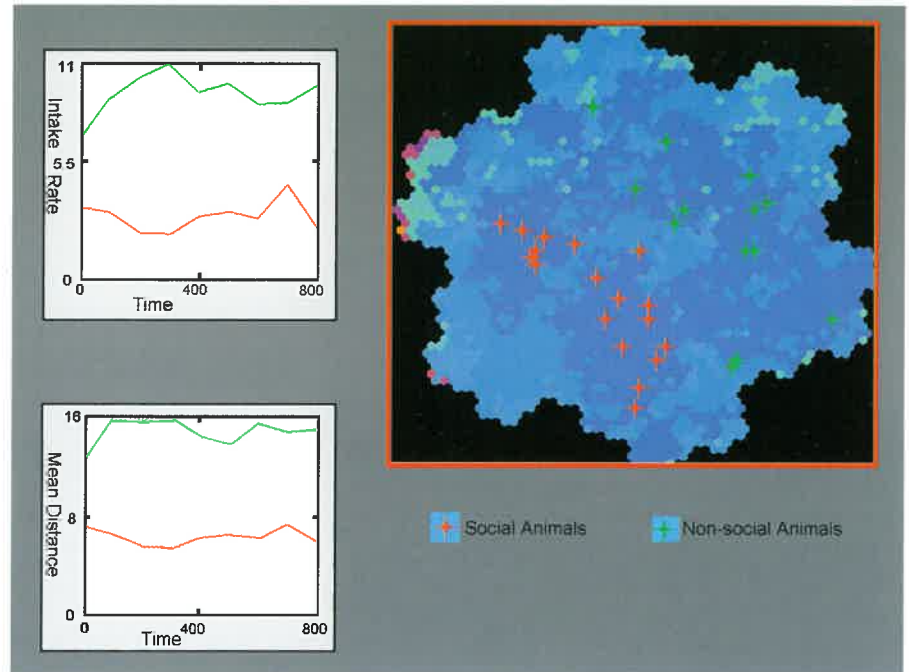 11
Intake Rate
5.5
0
0 400 800
Time
16
Mean Distance
8
0
0 400 800
Time
Social Animals
Non-social Animals